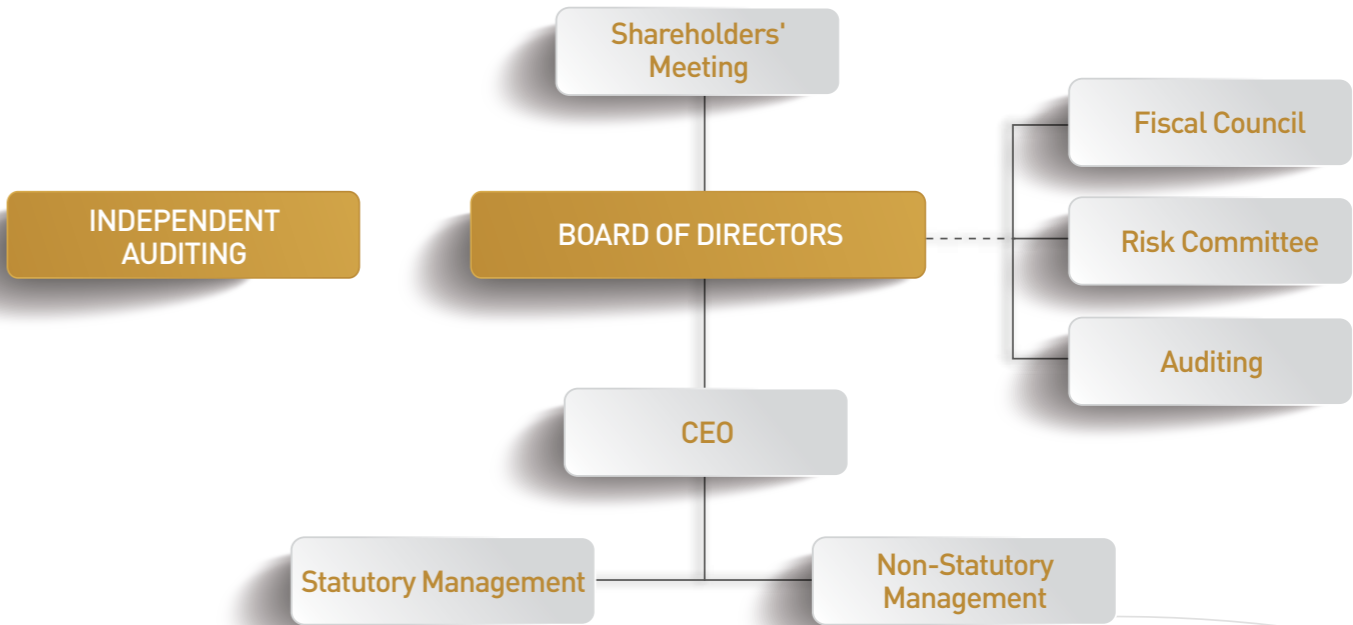 Shareholders'
Meeting
Fiscal Council
INDEPENDENT
AUDITING
BOARD OF DIRECTORS
Risk Committee
Auditing
CEO
Statutory Management
Non-Statutory
Management